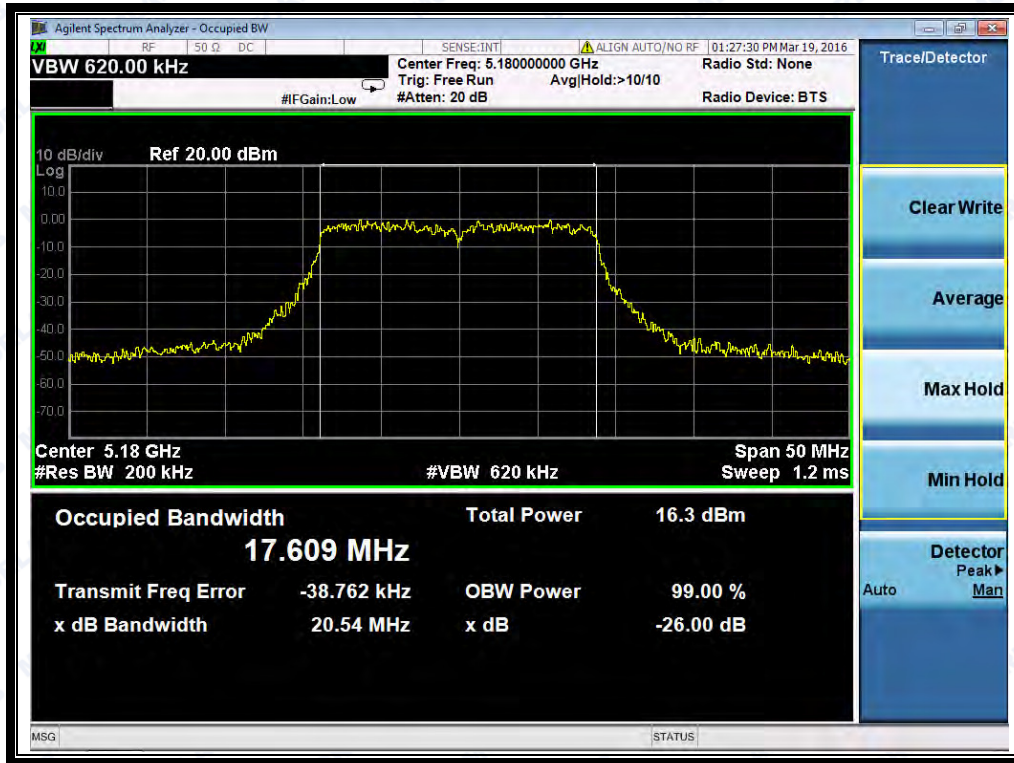 Agilent Spectrum Analyzer - Occupied BW
LXI RF 50 Ω DC SENSE:INT ALIGN AUTO/NO RF 01:27:30 PM Mar 19, 2016
VBW 620.00 kHz
Center Freq: 5.180000000 GHz Radio Std: None
Trig: Free Run Avg|Hold:>10/10
#IFGain:Low #Atten: 20 dB Radio Device: BTS
10 dB/div Ref 20.00 dBm
Log
10.0
0.00
-10.0
-20.0
-30.0
-40.0
-50.0
-60.0
-70.0
Center 5.18 GHz Span 50 MHz
#Res BW 200 kHz #VBW 620 kHz Sweep 1.2 ms
Occupied Bandwidth Total Power 16.3 dBm
17.609 MHz
Transmit Freq Error -38.762 kHz OBW Power 99.00 %
x dB Bandwidth 20.54 MHz x dB -26.00 dB
Trace/Detector
Clear Write
Average
Max Hold
Min Hold
Detector
Peak▶
Auto Man
MSG STATUS